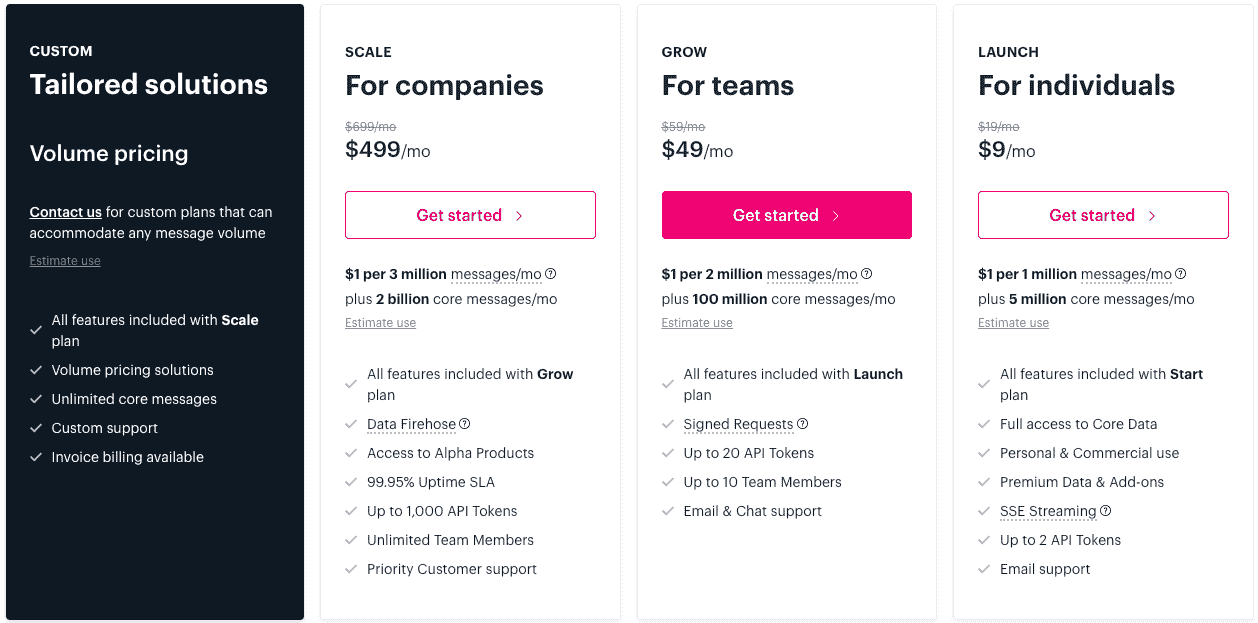 CUSTOM
Tailored solutions
Volume pricing
Contact us for custom plans that can
accommodate any message volume
Estimate use
All features included with Scale
plan
Volume pricing solutions
Unlimited core messages
Custom support
Invoice billing available
SCALE
For companies
$699/mo
$499/mo
Get started
$1 per 3 million messages/mo ?
plus 2 billion core messages/mo
Estimate use
All features included with Grow
plan
Data Firehose ?
Access to Alpha Products
99.95% Uptime SLA
Up to 1,000 API Tokens
Unlimited Team Members
Priority Customer support
GROW
For teams
$59/mo
$49/mo
Get started
$1 per 2 million messages/mo ?
plus 100 million core messages/mo
Estimate use
All features included with Launch
plan
Signed Requests ?
Up to 20 API Tokens
Up to 10 Team Members
Email & Chat support
LAUNCH
For individuals
$19/mo
$9/mo
Get started
$1 per 1 million messages/mo ?
plus 5 million core messages/mo
Estimate use
All features included with Start
plan
Full access to Core Data
Personal & Commercial use
Premium Data & Add-ons
SSE Streaming ?
Up to 2 API Tokens
Email support